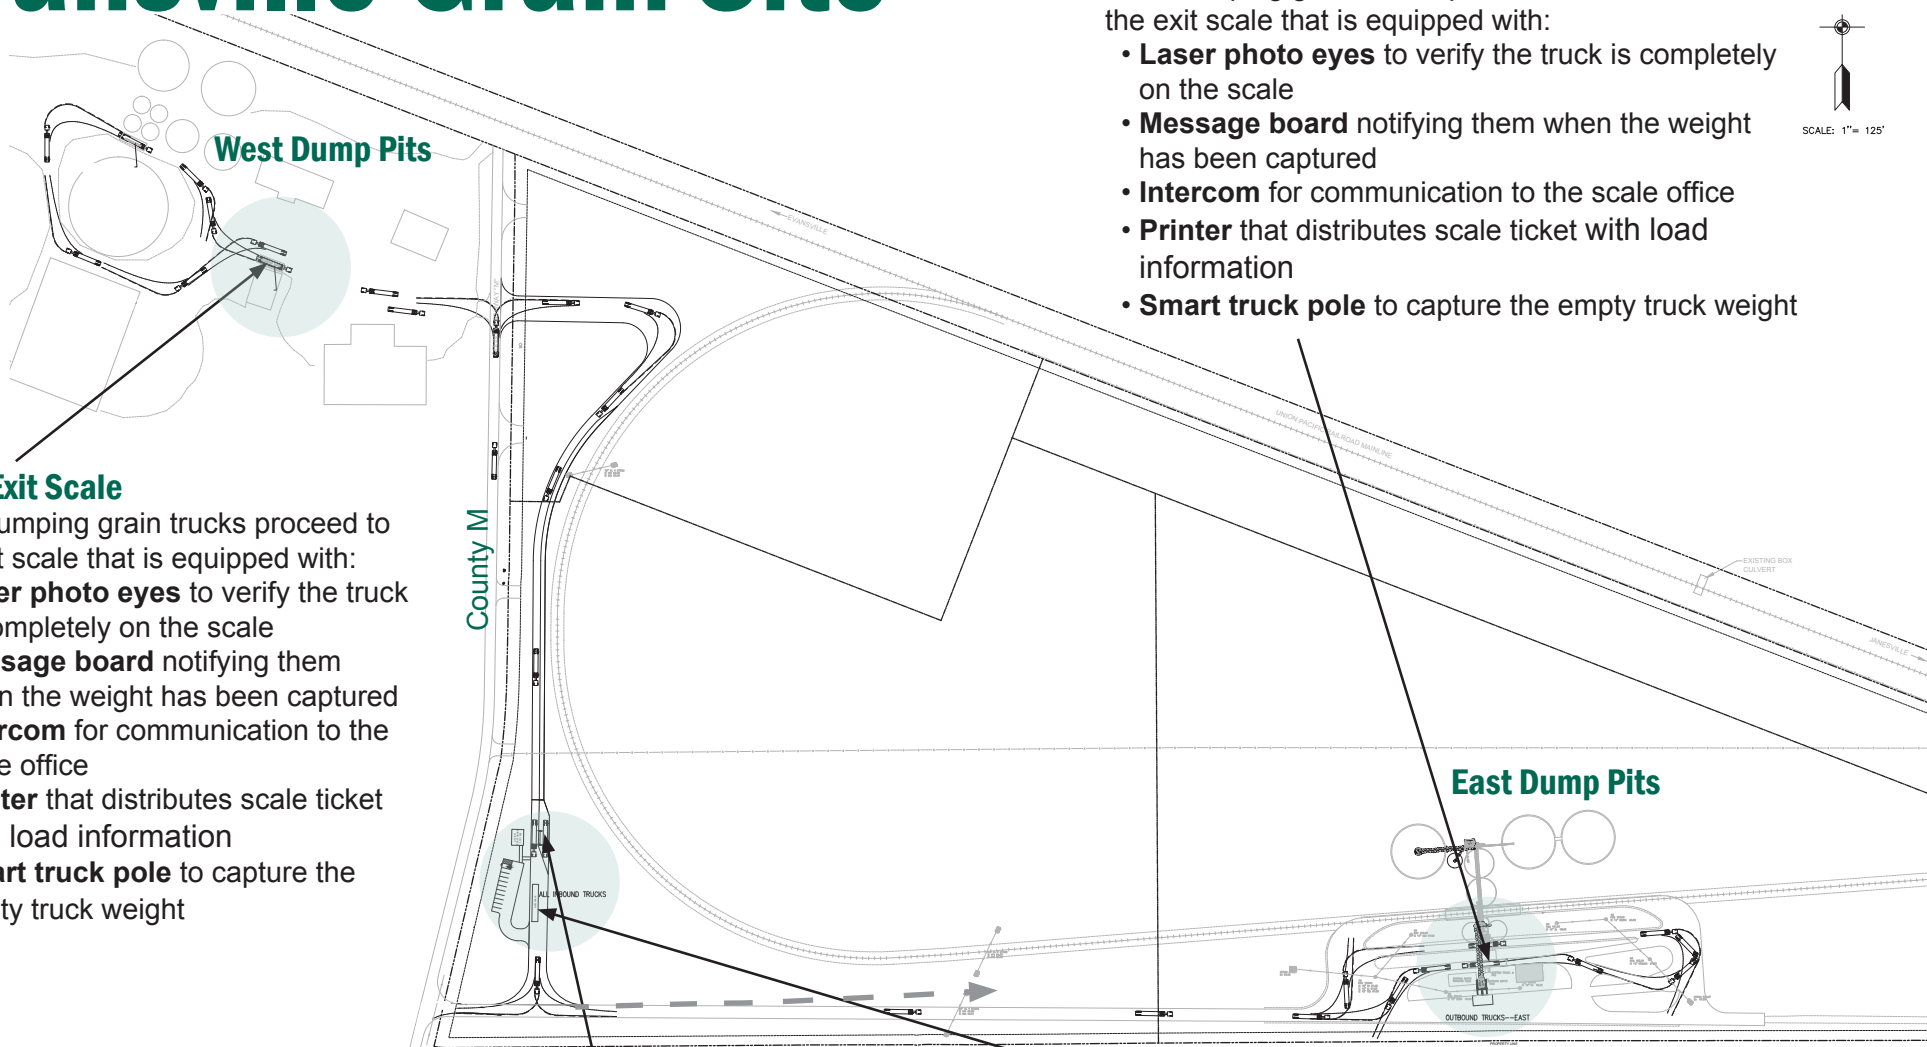 ansville Grain Site
the exit scale that is equipped with:
• Laser photo eyes to verify the truck is completely
on the scale
• Message board notifying them when the weight
has been captured
• Intercom for communication to the scale office
• Printer that distributes scale ticket with load
information
• Smart truck pole to capture the empty truck weight
SCALE: 1"= 125'
West Dump Pits
EVANSVILLE
UNION PACIFIC RAILROAD MAINLINE
EXISTING BOX
CULVERT
JANESVILLE
County M
Exit Scale
umping grain trucks proceed to
t scale that is equipped with:
er photo eyes to verify the truck
ompletely on the scale
sage board notifying them
n the weight has been captured
rcom for communication to the
e office
ter that distributes scale ticket
load information
art truck pole to capture the
ty truck weight
East Dump Pits
ALL INBOUND TRUCKS
OUTBOUND TRUCKS--EAST
PROPERTY LINE